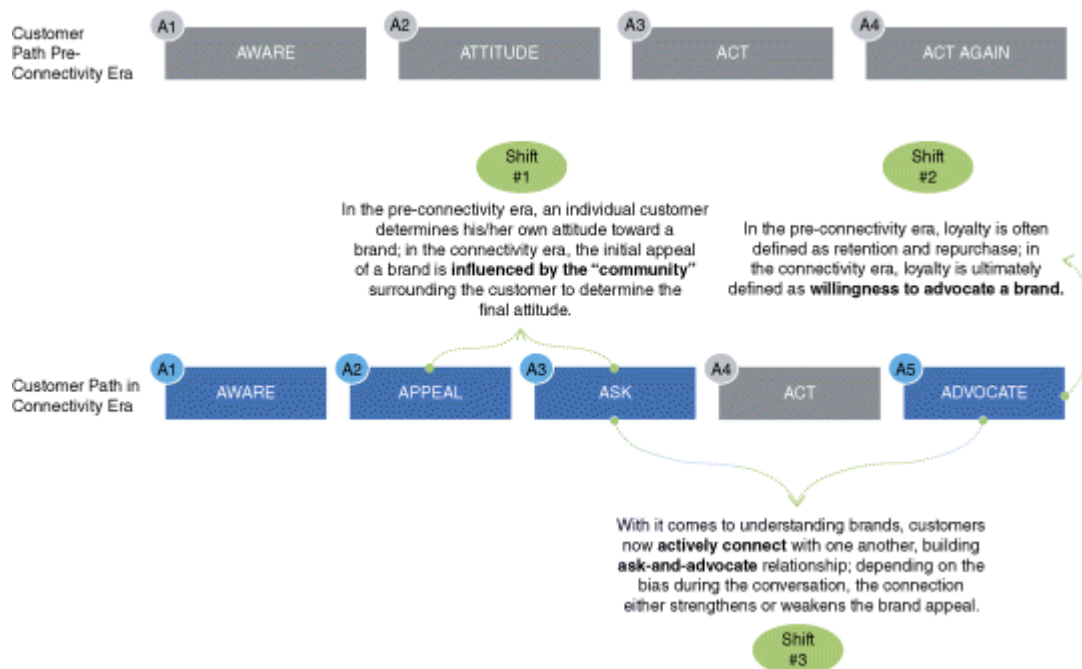 Customer
Path Pre-
Connectivity Era
A1
AWARE
A2
ATTITUDE
A3
ACT
A4
ACT AGAIN
Shift
#1
In the pre-connectivity era, an individual customer
determines his/her own attitude toward a
brand; in the connectivity era, the initial appeal
of a brand is influenced by the “community”
surrounding the customer to determine the
final attitude.
Shift
#2
In the pre-connectivity era, loyalty is often
defined as retention and repurchase; in
the connectivity era, loyalty is ultimately
defined as willingness to advocate a brand.
Customer Path in
Connectivity Era
A1
AWARE
A2
APPEAL
A3
ASK
A4
ACT
A5
ADVOCATE
With it comes to understanding brands, customers
now actively connect with one another, building
ask-and-advocate relationship; depending on the
bias during the conversation, the connection
either strengthens or weakens the brand appeal.
Shift
#3